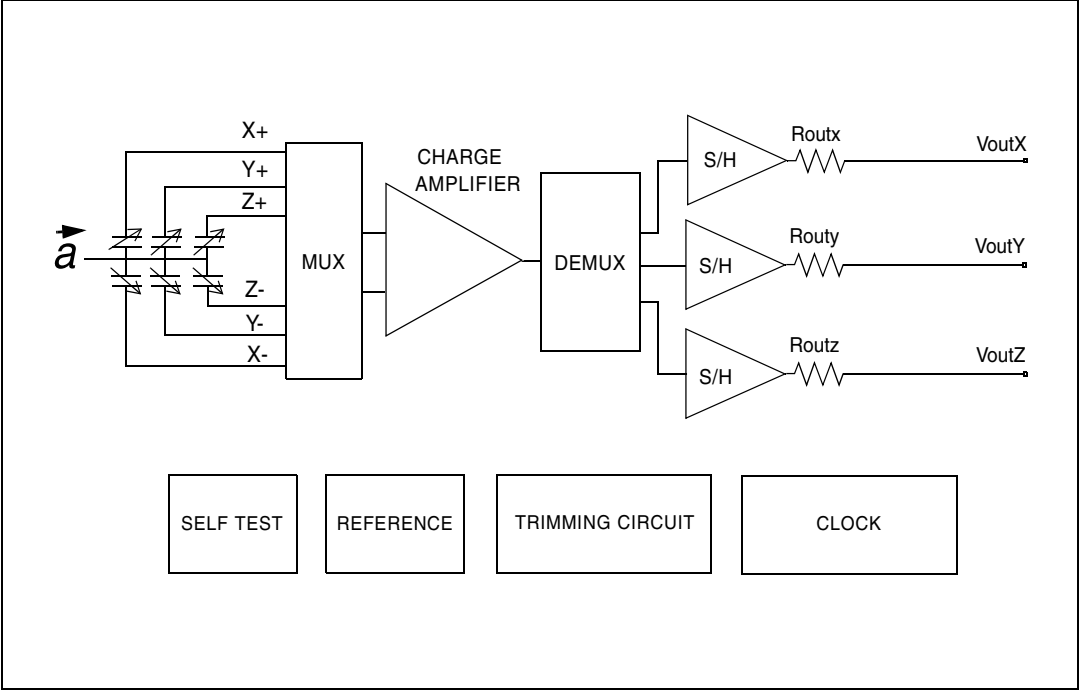 X+
Y+
Z+
a
Z-
Y-
X-
MUX
CHARGE
AMPLIFIER
DEMUX
S/H
Routx
VoutX
S/H
Routy
VoutY
S/H
Routz
VoutZ
SELF TEST
REFERENCE
TRIMMING CIRCUIT
CLOCK